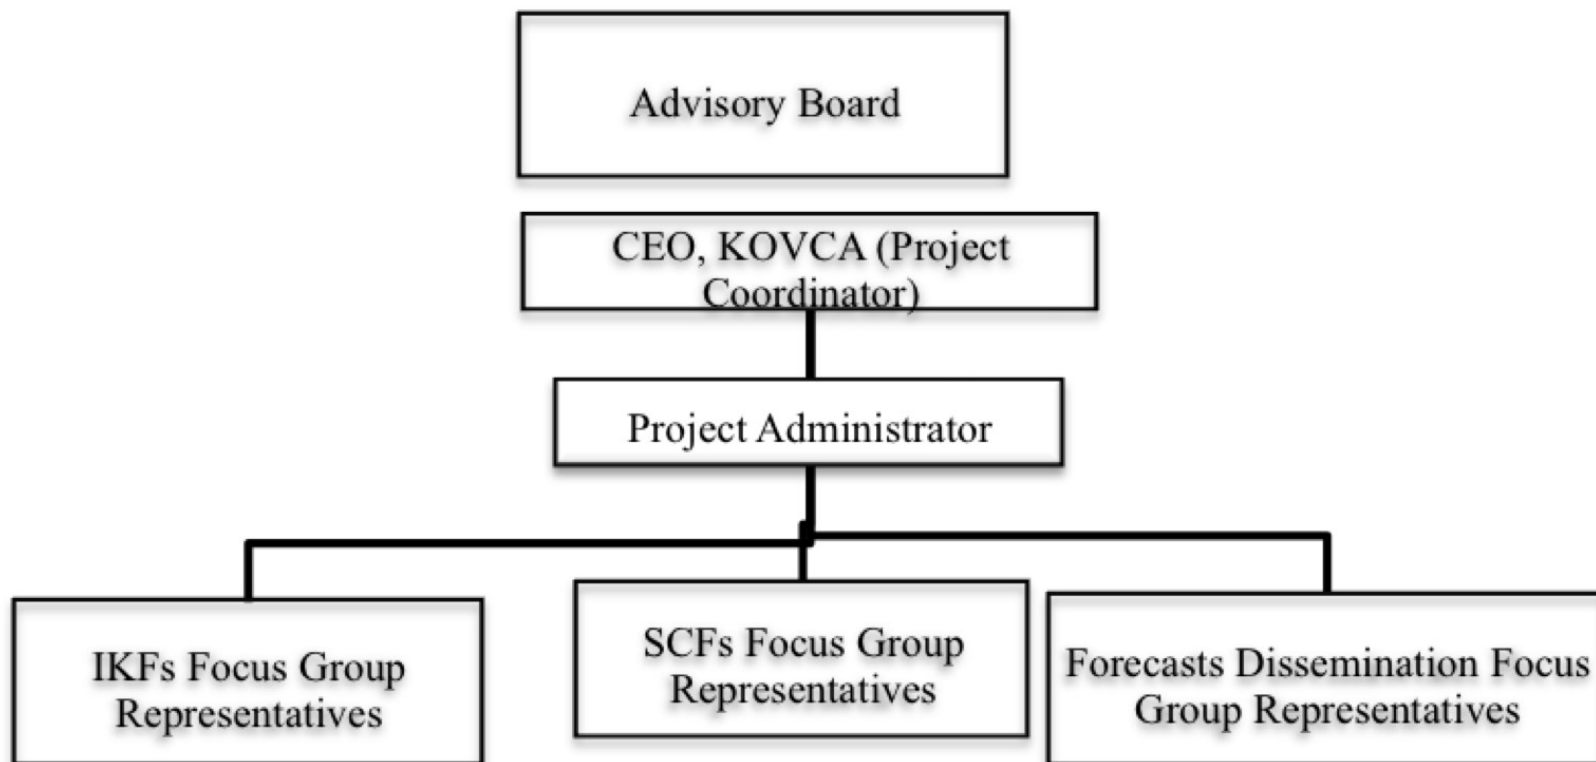 Advisory Board
CEO, KOVCA (Project
Coordinator)
Project Administrator
IKFs Focus Group
Representatives
SCFs Focus Group
Representatives
Forecasts Dissemination Focus
Group Representatives